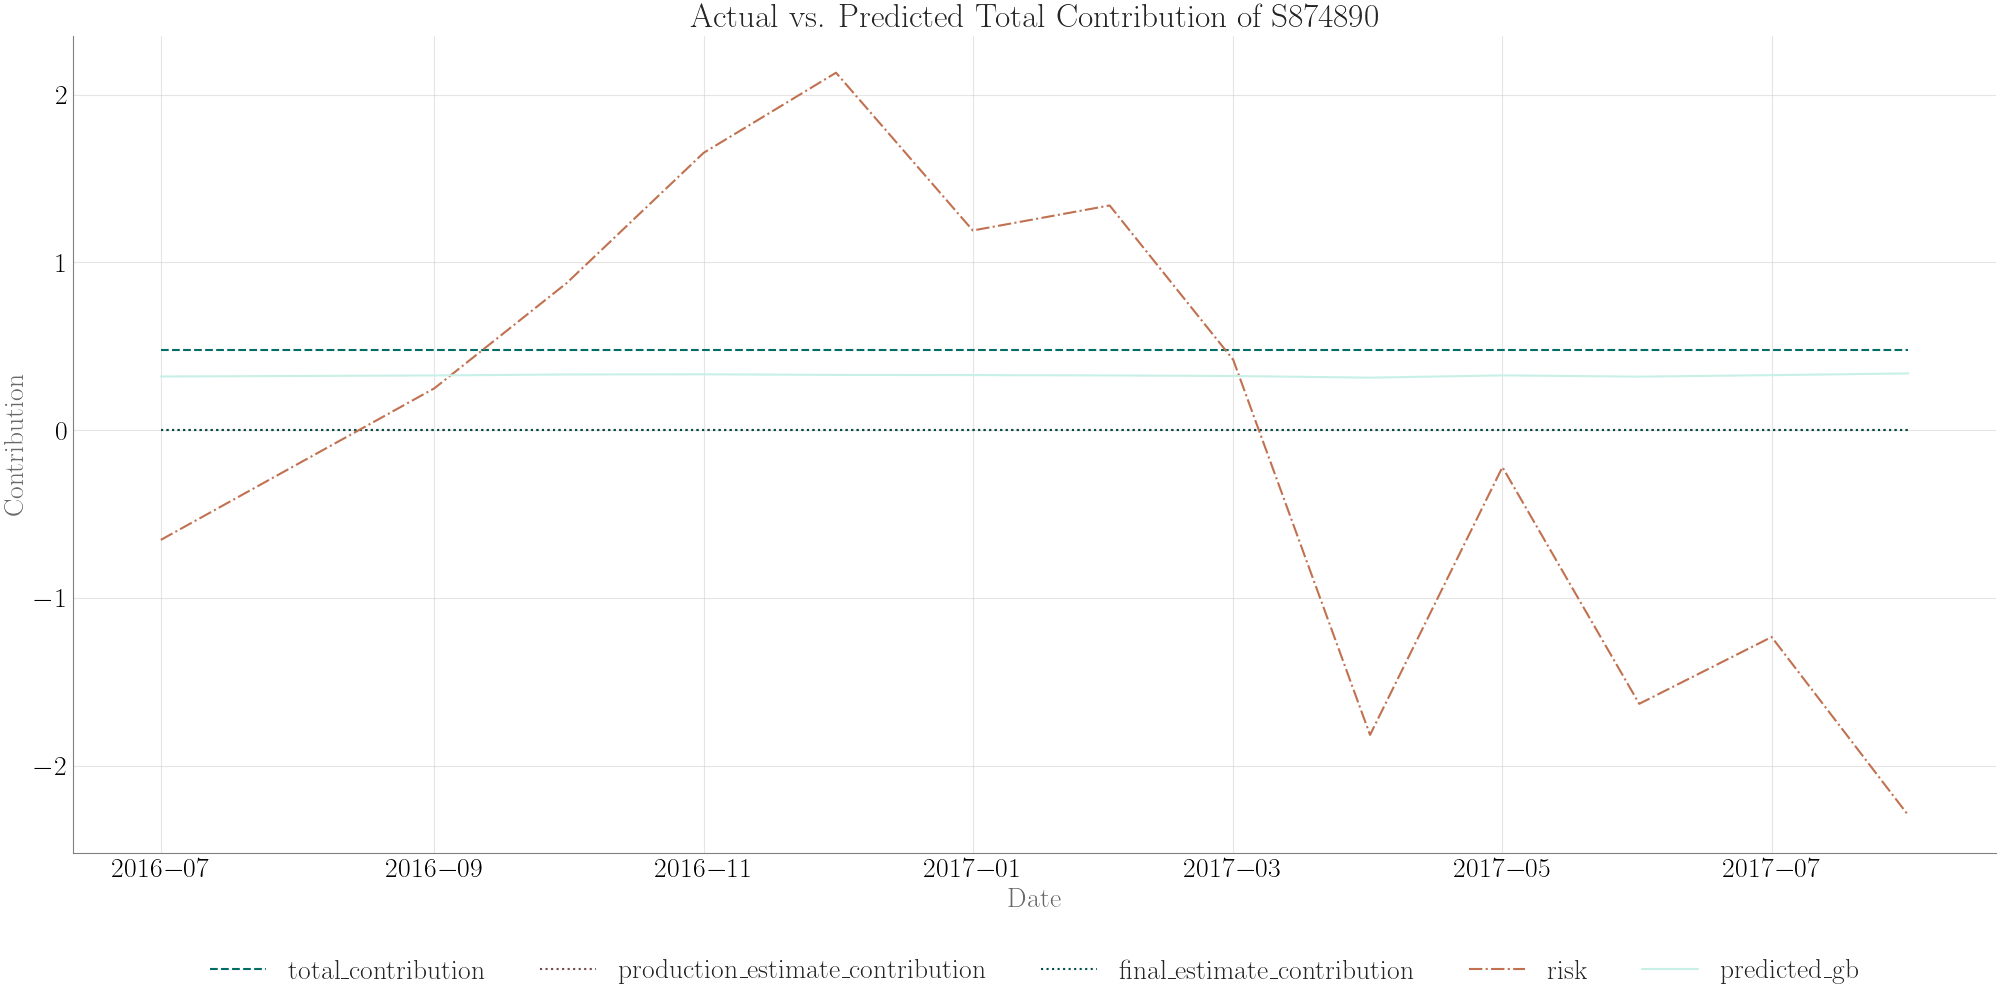 Actual vs. Predicted Total Contribution of S874890
Contribution
2
1
0
−1
−2
2016−07 2016−09 2016−11 2017−01 2017−03 2017−05 2017−07
Date
total_contribution production_estimate_contribution final_estimate_contribution risk predicted_gb